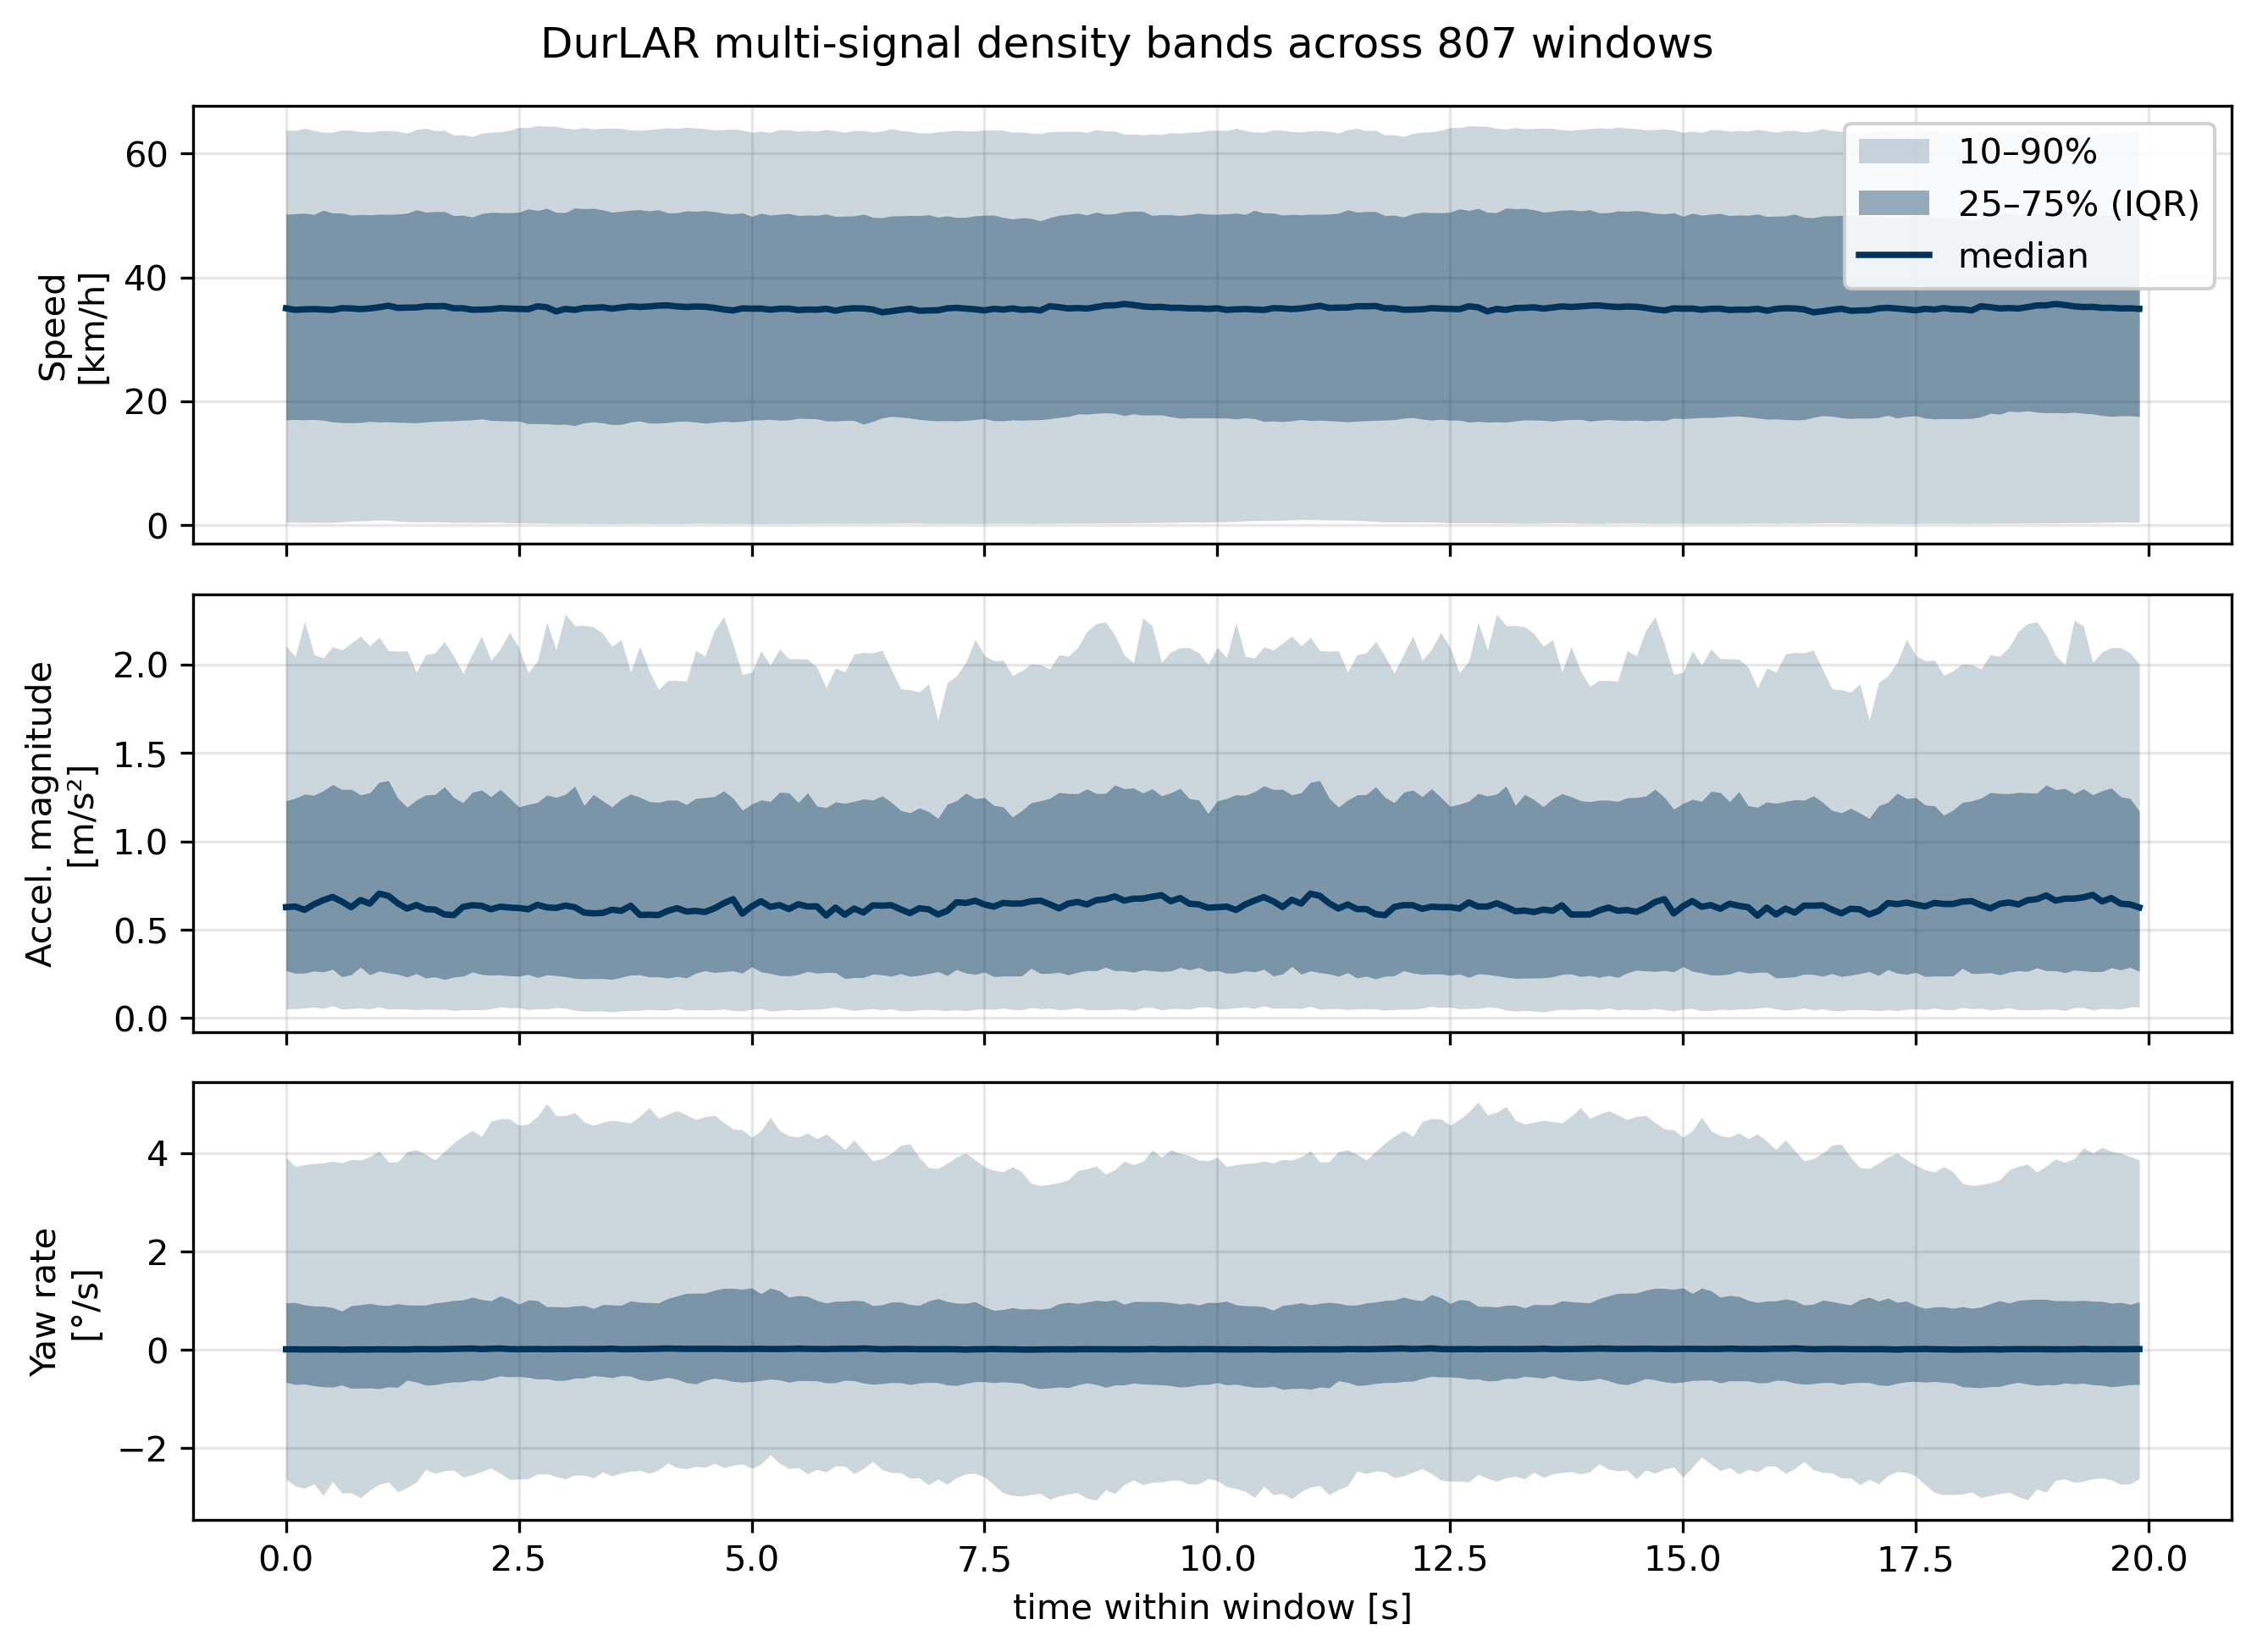 DurLAR multi-signal density bands across 807 windows
Speed
[km/h]
60
40
20
0
10–90%
25–75% (IQR)
median
Accel. magnitude
[m/s²]
2.0
1.5
1.0
0.5
0.0
Yaw rate
[°/s]
4
2
0
−2
0.0 2.5 5.0 7.5 10.0 12.5 15.0 17.5 20.0
time within window [s]